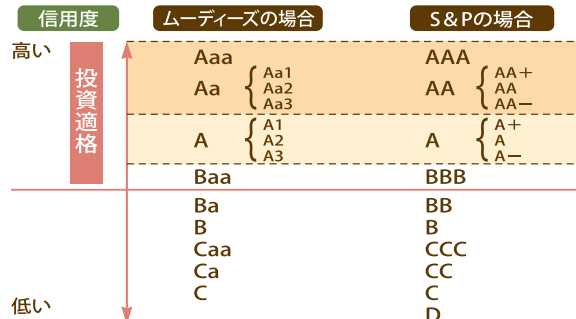 信用度 ムーディーズの場合 S&Pの場合
高い
投資適格
Aaa AAA
Aa Aa1 Aa2 Aa3 AA AA+ AA AA−
A A1 A2 A3 A A+ A A−
Baa BBB
Ba BB
B B
Caa CCC
Ca CC
C C
低い D